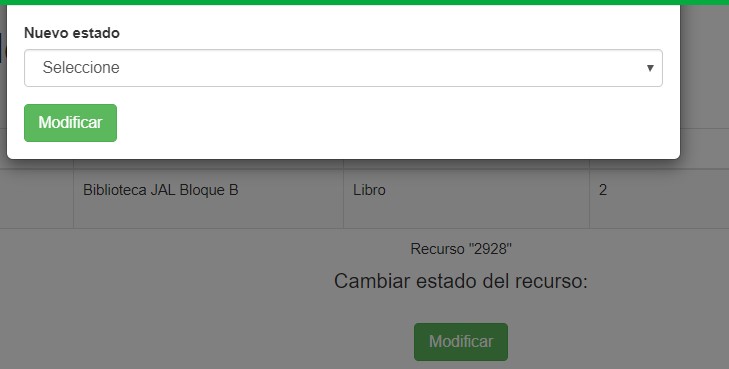 Nuevo estado
Seleccione
Modificar
Biblioteca JAL Bloque B Libro 2
Recurso "2928"
Cambiar estado del recurso:
Modificar